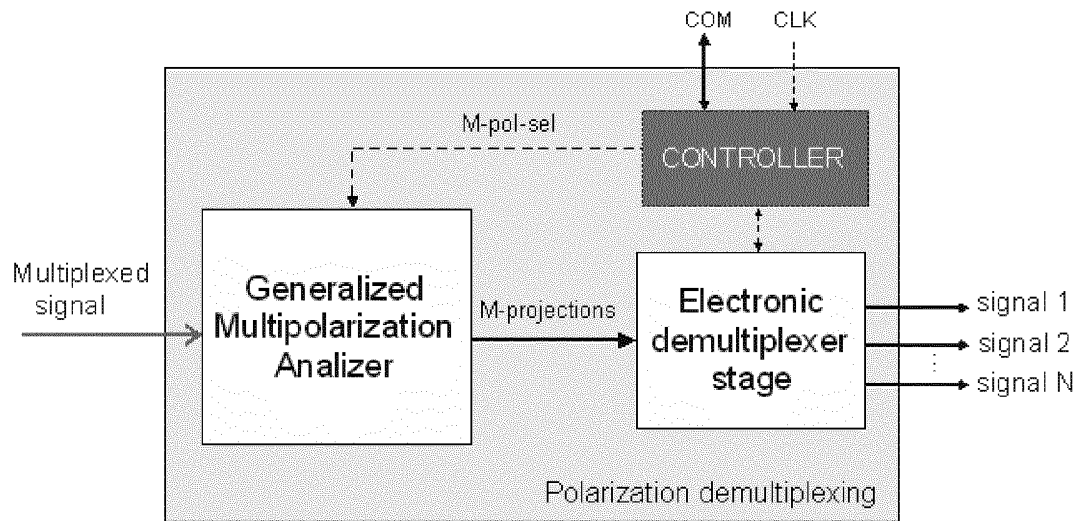 COM
CLK
M-pol-sel
CONTROLLER
Multiplexed
signal
Generalized
Multipolarization
Analizer
M-projections
Electronic
demultiplexer
stage
signal 1
signal 2
⋮
signal N
Polarization demultiplexing